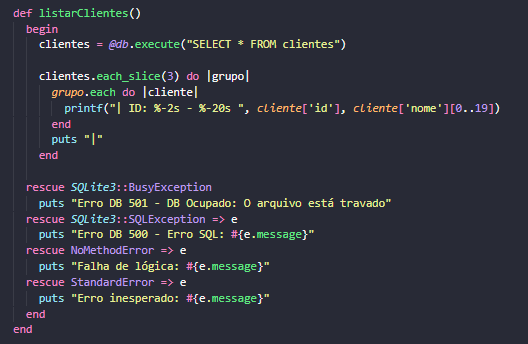 def listarClientes()
  begin
    clientes = @db.execute("SELECT * FROM clientes")

    clientes.each_slice(3) do |grupo|
      grupo.each do |cliente|
        printf("| ID: %-2s - %-20s ", cliente['id'], cliente['nome'][0..19])
      end
      puts "|"
    end

  rescue SQLite3::BusyException
    puts "Erro DB 501 - DB Ocupado: O arquivo está travado"
  rescue SQLite3::SQLException => e
    puts "Erro DB 500 - Erro SQL: #{e.message}"
  rescue NoMethodError => e
    puts "Falha de lógica: #{e.message}"
  rescue StandardError => e
    puts "Erro inesperado: #{e.message}"
  end
end